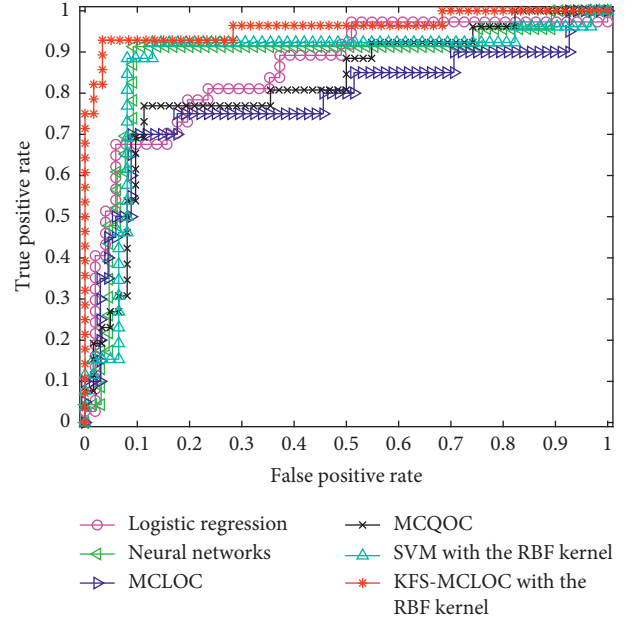 1
0.9
0.8
0.7
0.6
0.5
0.4
0.3
0.2
0.1
0
True positive rate
0 0.1 0.2 0.3 0.4 0.5 0.6 0.7 0.8 0.9 1
False positive rate
Logistic regression
Neural networks
MCLOC
MCQOC
SVM with the RBF kernel
KFS-MCLOC with the
RBF kernel